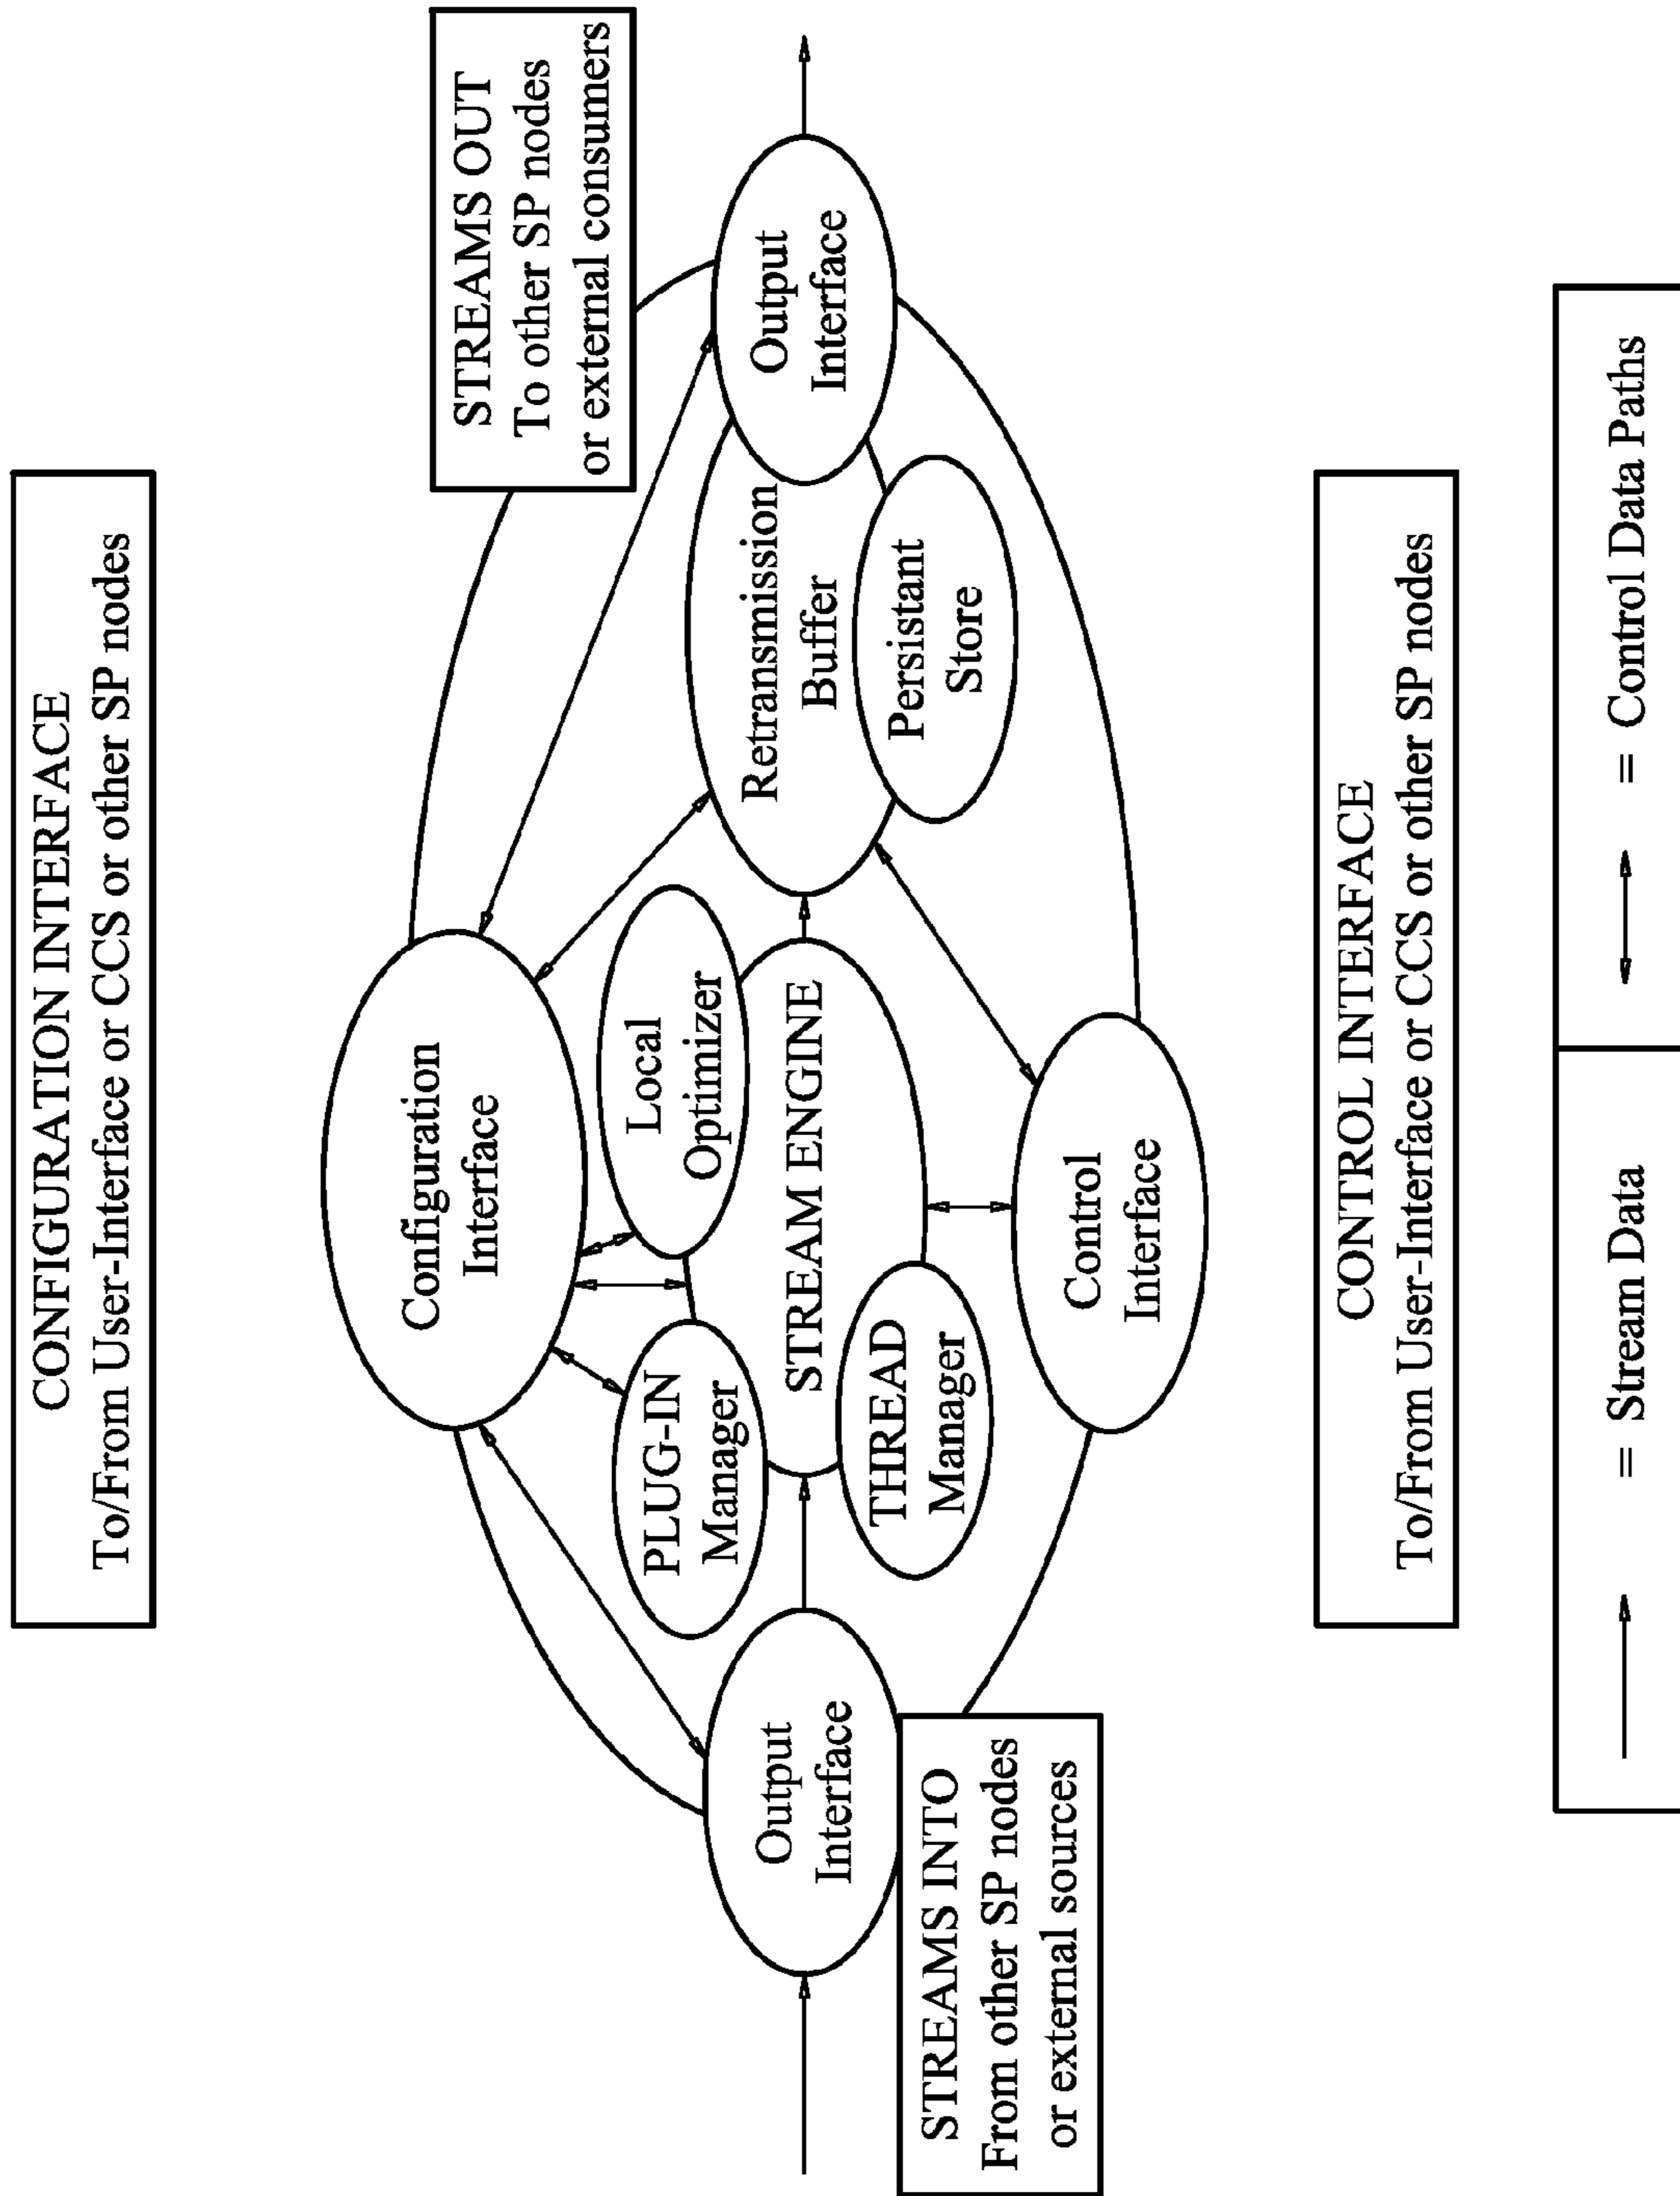 CONFIGURATION INTERFACE
To/From User-Interface or CCS or other SP nodes
STREAMS OUT
To other SP nodes
or external consumers
Configuration
Interface
Local
Optimizer
PLUG-IN
Manager
Retransmission
Buffer
Output
Interface
Output
Interface
STREAM ENGINE
THREAD
Manager
Persistant
Store
STREAMS INTO
From other SP nodes
or external sources
Control
Interface
CONTROL INTERFACE
To/From User-Interface or CCS or other SP nodes
= Stream Data
= Control Data Paths